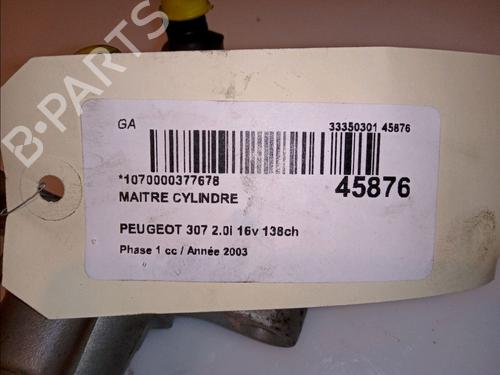 B-PARTS
GA
33350301 45876
*1070000377678
45876
MAITRE CYLINDRE
PEUGEOT 307 2.0i 16v 138ch
Phase 1 cc / Année 2003